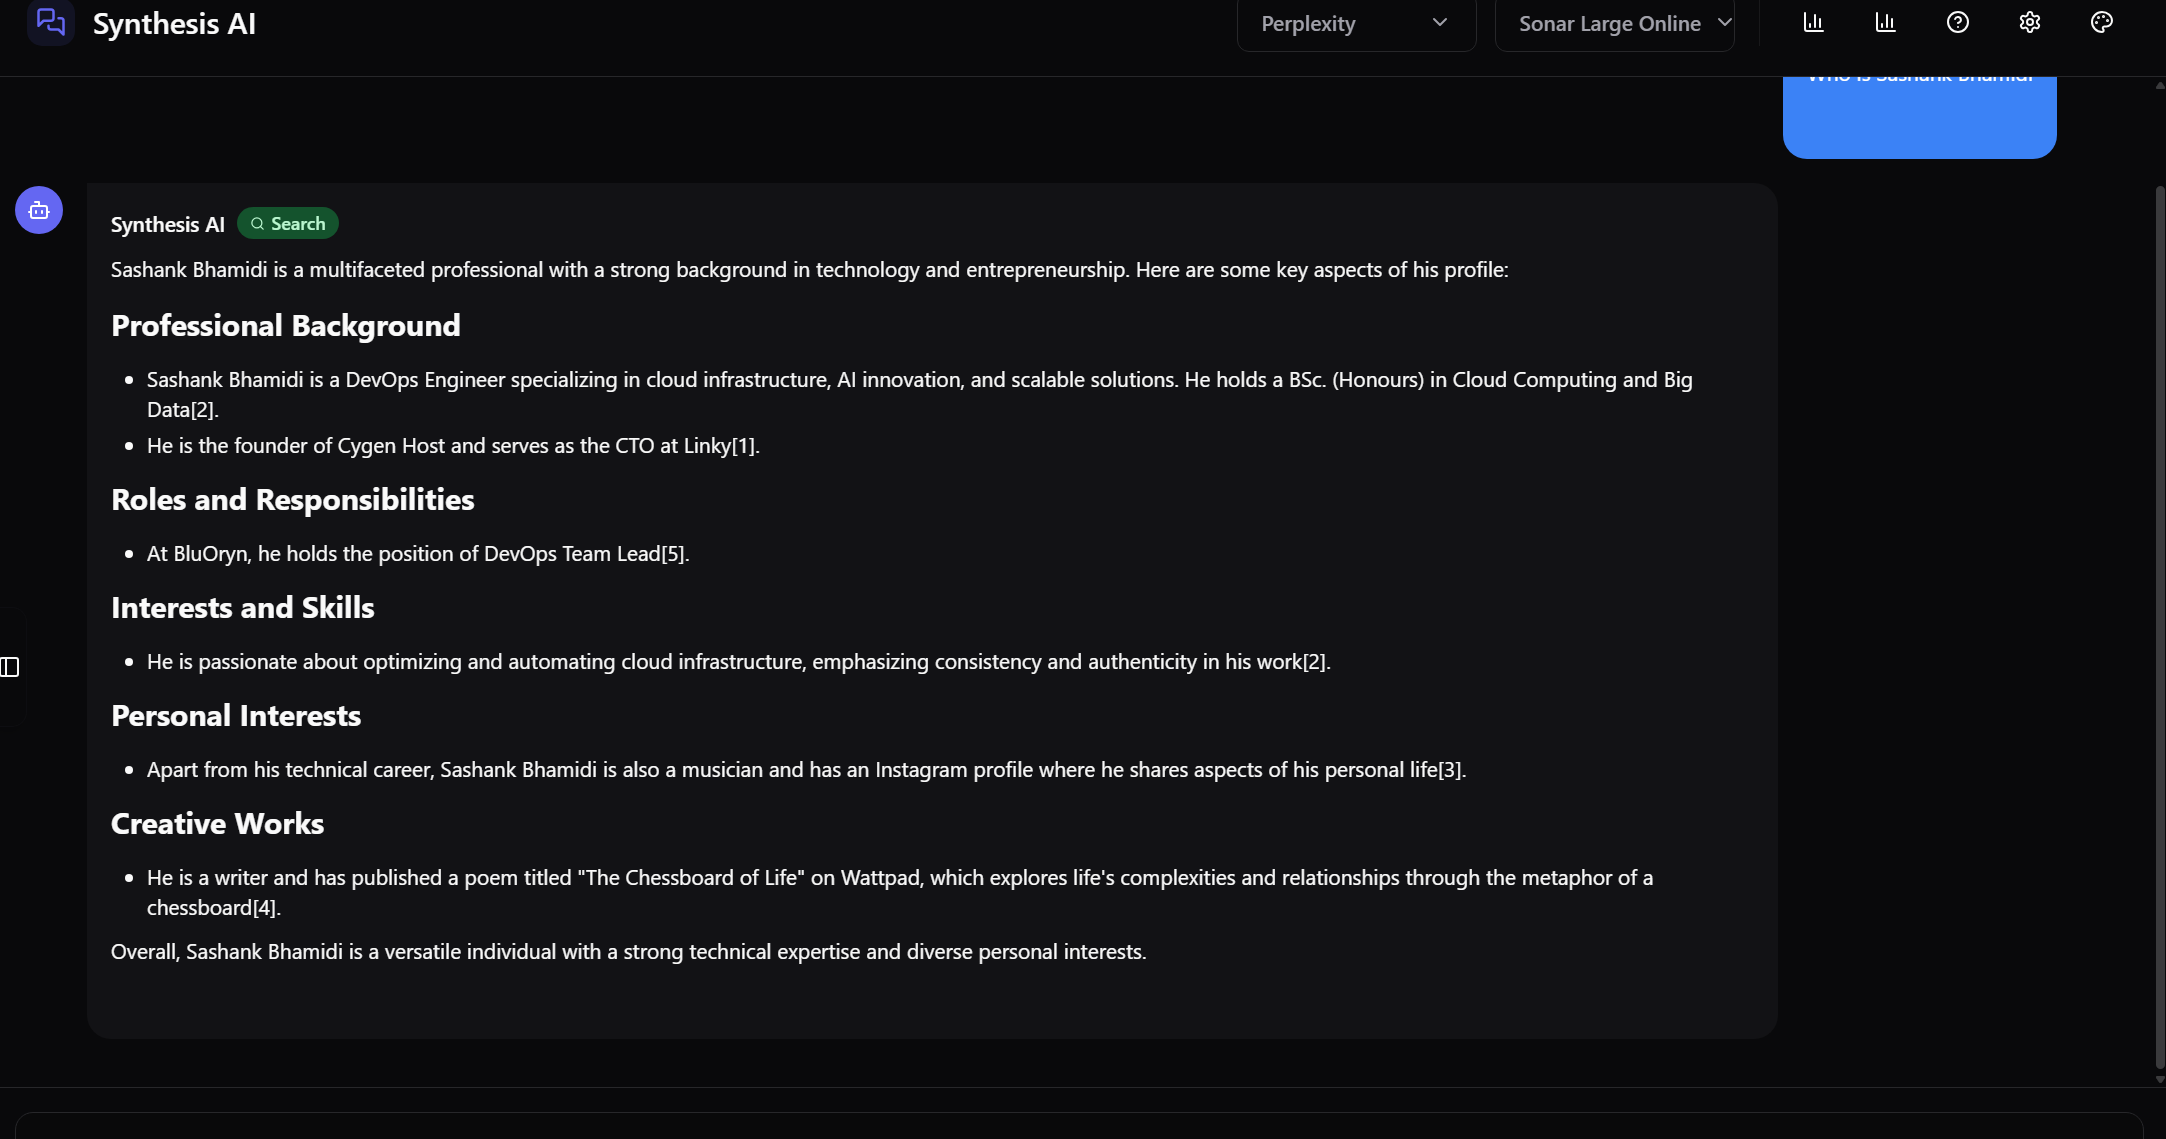 Synthesis AI
Perplexity
Sonar Large Online
Who is Sashank Bhamidi
Synthesis AI
Search
Sashank Bhamidi is a multifaceted professional with a strong background in technology and entrepreneurship. Here are some key aspects of his profile:
Professional Background
• Sashank Bhamidi is a DevOps Engineer specializing in cloud infrastructure, AI innovation, and scalable solutions. He holds a BSc. (Honours) in Cloud Computing and Big
Data[2].
• He is the founder of Cygen Host and serves as the CTO at Linky[1].
Roles and Responsibilities
• At BluOryn, he holds the position of DevOps Team Lead[5].
Interests and Skills
• He is passionate about optimizing and automating cloud infrastructure, emphasizing consistency and authenticity in his work[2].
Personal Interests
• Apart from his technical career, Sashank Bhamidi is also a musician and has an Instagram profile where he shares aspects of his personal life[3].
Creative Works
• He is a writer and has published a poem titled "The Chessboard of Life" on Wattpad, which explores life's complexities and relationships through the metaphor of a
chessboard[4].
Overall, Sashank Bhamidi is a versatile individual with a strong technical expertise and diverse personal interests.